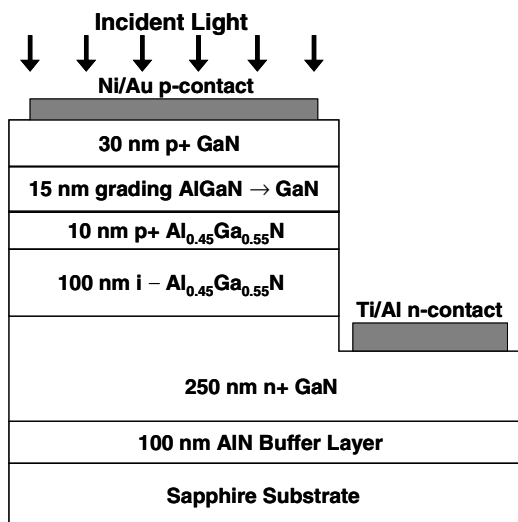 Incident Light
Ni/Au p-contact
30 nm p+ GaN
15 nm grading AlGaN → GaN
10 nm p+ Al₀.₄₅Ga₀.₅₅N
100 nm i − Al₀.₄₅Ga₀.₅₅N
Ti/Al n-contact
250 nm n+ GaN
100 nm AlN Buffer Layer
Sapphire Substrate